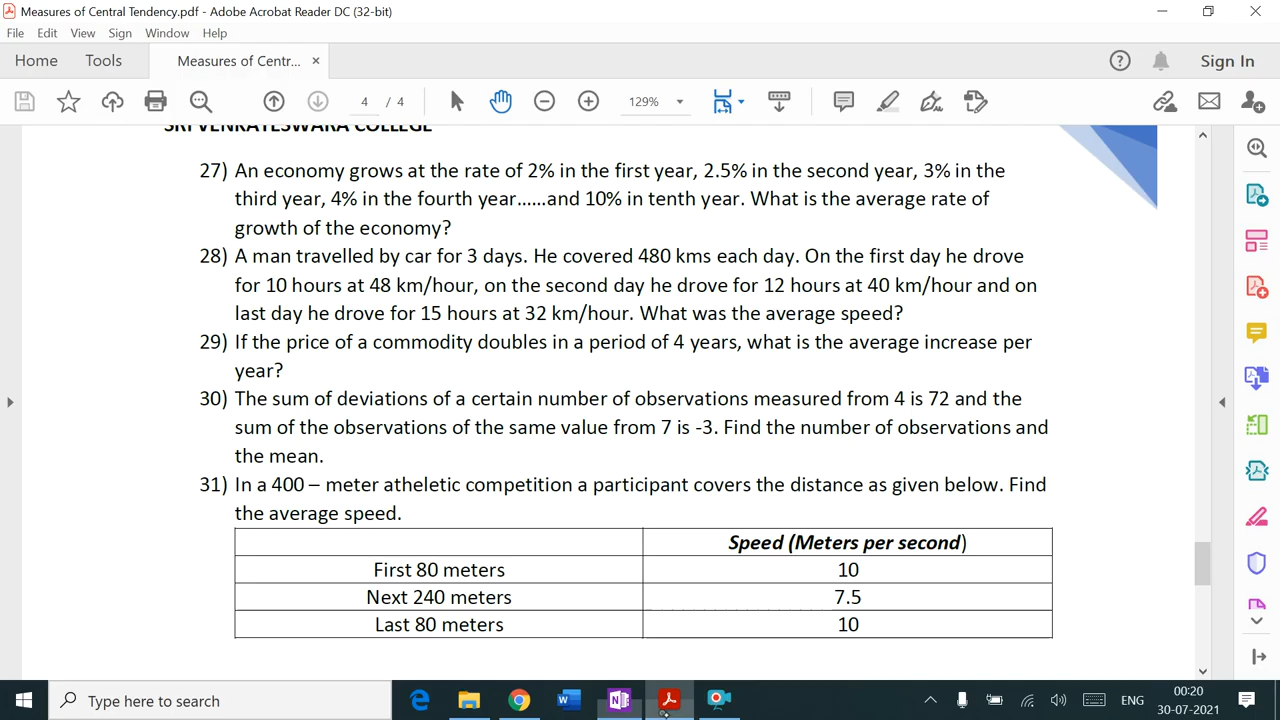 Measures of Central Tendency.pdf - Adobe Acrobat Reader DC (32-bit)
File Edit View Sign Window Help
Home Tools Measures of Centr... × Sign In
4 / 4 129%
SRI VENKATESWARA COLLEGE
27) An economy grows at the rate of 2% in the first year, 2.5% in the second year, 3% in the
third year, 4% in the fourth year......and 10% in tenth year. What is the average rate of
growth of the economy?
28) A man travelled by car for 3 days. He covered 480 kms each day. On the first day he drove
for 10 hours at 48 km/hour, on the second day he drove for 12 hours at 40 km/hour and on
last day he drove for 15 hours at 32 km/hour. What was the average speed?
29) If the price of a commodity doubles in a period of 4 years, what is the average increase per
year?
30) The sum of deviations of a certain number of observations measured from 4 is 72 and the
sum of the observations of the same value from 7 is -3. Find the number of observations and
the mean.
31) In a 400 – meter atheletic competition a participant covers the distance as given below. Find
the average speed.
Speed (Meters per second)
First 80 meters 10
Next 240 meters 7.5
Last 80 meters 10
Type here to search
ENG
00:20
30-07-2021